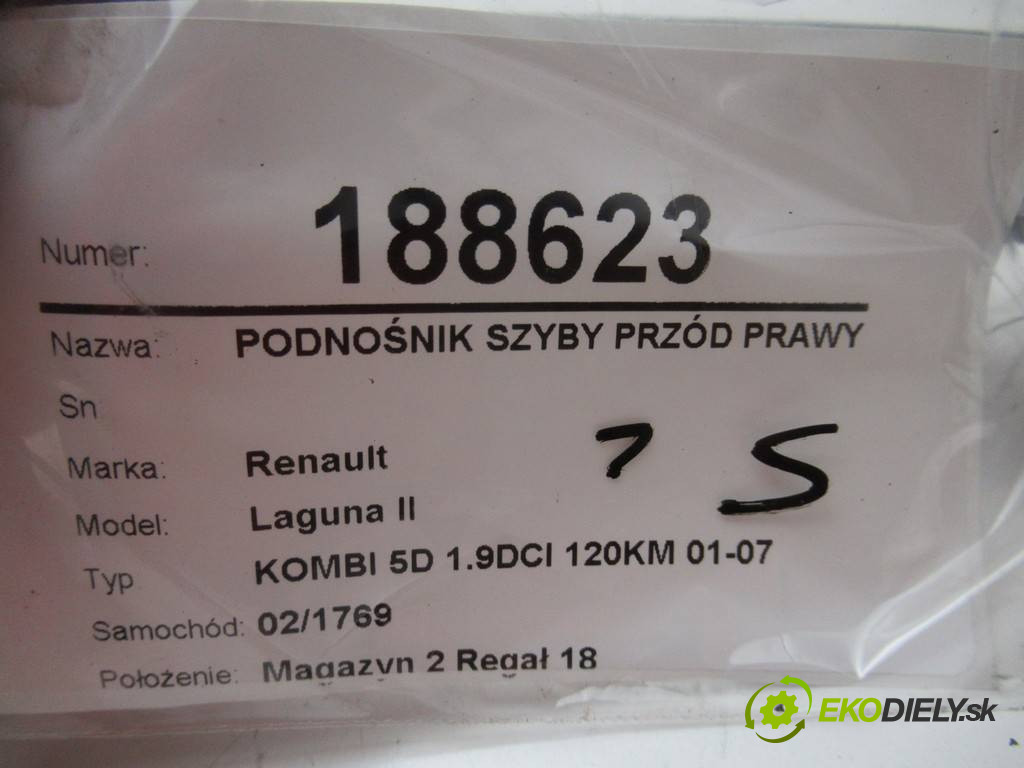 Numer: 188623
Nazwa: PODNOŚNIK SZYBY PRZÓD PRAWY
Sn
Marka: Renault
Model: Laguna II
Typ KOMBI 5D 1.9DCI 120KM 01-07
Samochód: 02/1769
Położenie: Magazyn 2 Regał 18
EKODIELY.sk